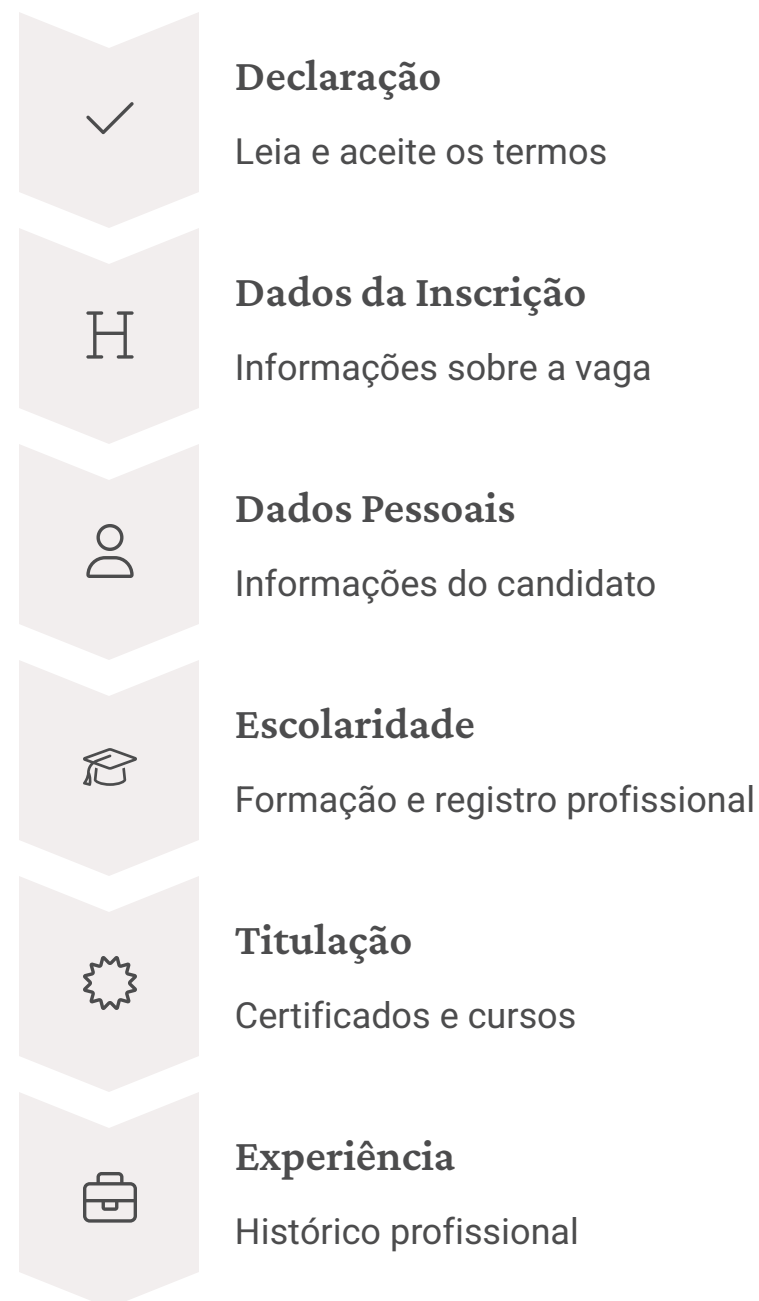 Declaração
Leia e aceite os termos
Dados da Inscrição
Informações sobre a vaga
Dados Pessoais
Informações do candidato
Escolaridade
Formação e registro profissional
Titulação
Certificados e cursos
Experiência
Histórico profissional